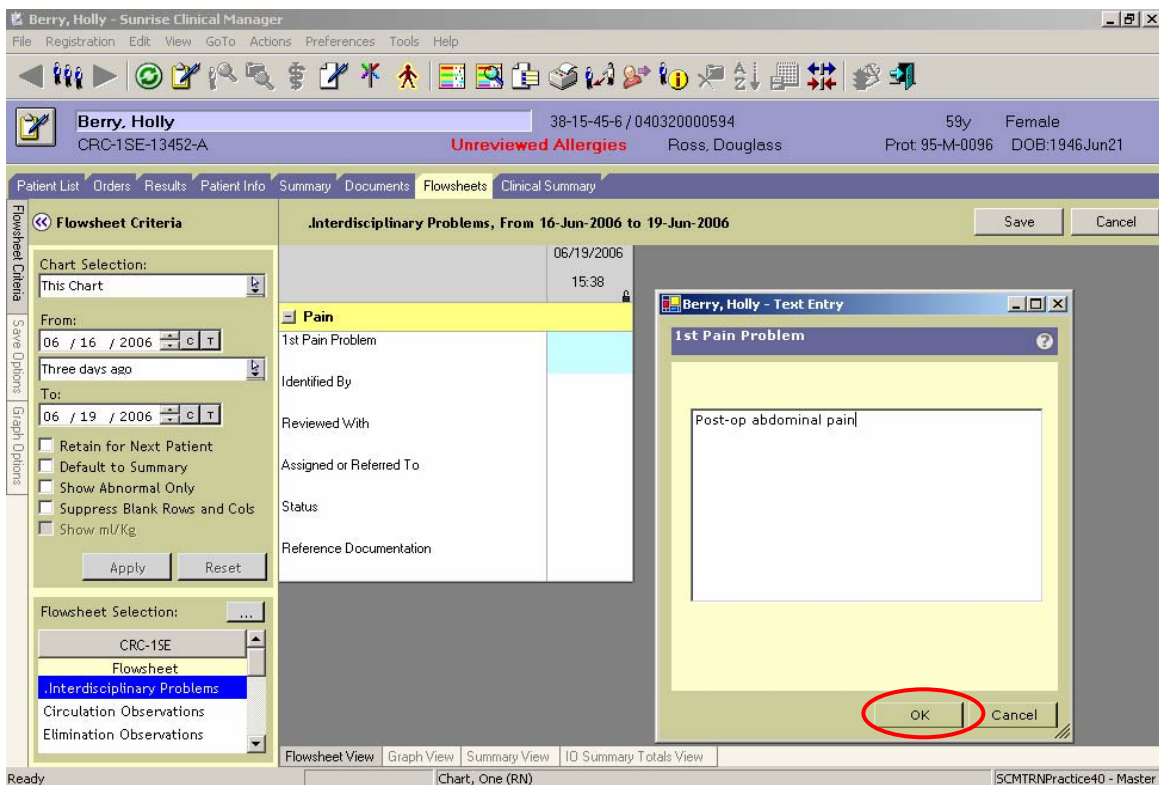 Berry, Holly - Sunrise Clinical Manager
File Registration Edit View GoTo Actions Preferences Tools Help
Berry, Holly 38-15-45-6 / 040320000594 59y Female
CRC-1SE-13452-A Unreviewed Allergies Ross, Douglass Prot: 95-M-0096 DOB:1946Jun21
Patient List Orders Results Patient Info Summary Documents Flowsheets Clinical Summary
Flowsheet Criteria
Save Options
Graph Options
Flowsheet Criteria
.Interdisciplinary Problems, From 16-Jun-2006 to 19-Jun-2006
Save Cancel
Chart Selection:
This Chart
From:
06 / 16 / 2006 C T
Three days ago
To:
06 / 19 / 2006 C T
Retain for Next Patient
Default to Summary
Show Abnormal Only
Suppress Blank Rows and Cols
Show ml/Kg
Apply Reset
Flowsheet Selection: ...
CRC-1SE
Flowsheet
.Interdisciplinary Problems
Circulation Observations
Elimination Observations
06/19/2006
15:38
Pain
1st Pain Problem
Identified By
Reviewed With
Assigned or Referred To
Status
Reference Documentation
Berry, Holly - Text Entry
1st Pain Problem
Post-op abdominal pain
OK Cancel
Flowsheet View Graph View Summary View IO Summary Totals View
Ready Chart, One (RN) SCMTRNPractice40 - Master